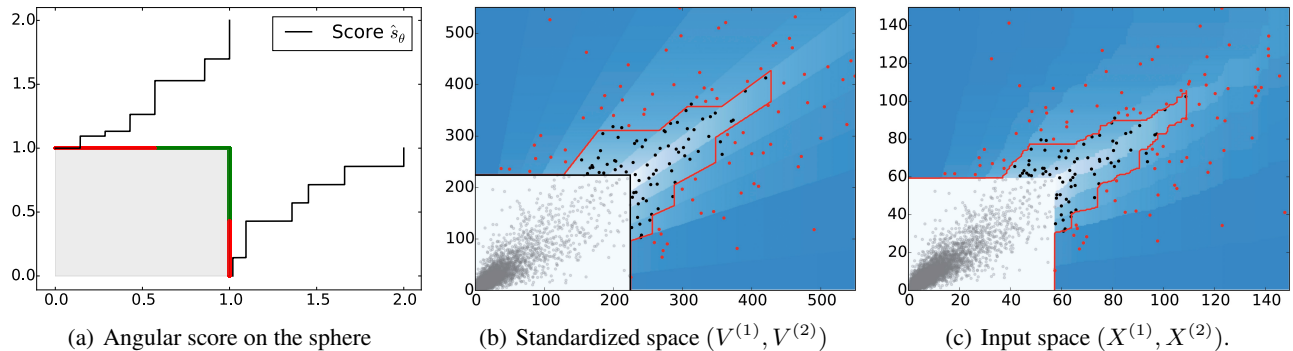 2.0
1.5
1.0
0.5
0.0
0.0 0.5 1.0 1.5 2.0
Score ŝ_θ
(a) Angular score on the sphere
500
400
300
200
100
0
0 100 200 300 400 500
(b) Standardized space (V^(1), V^(2))
140
120
100
80
60
40
20
0
0 20 40 60 80 100 120 140
(c) Input space (X^(1), X^(2)).